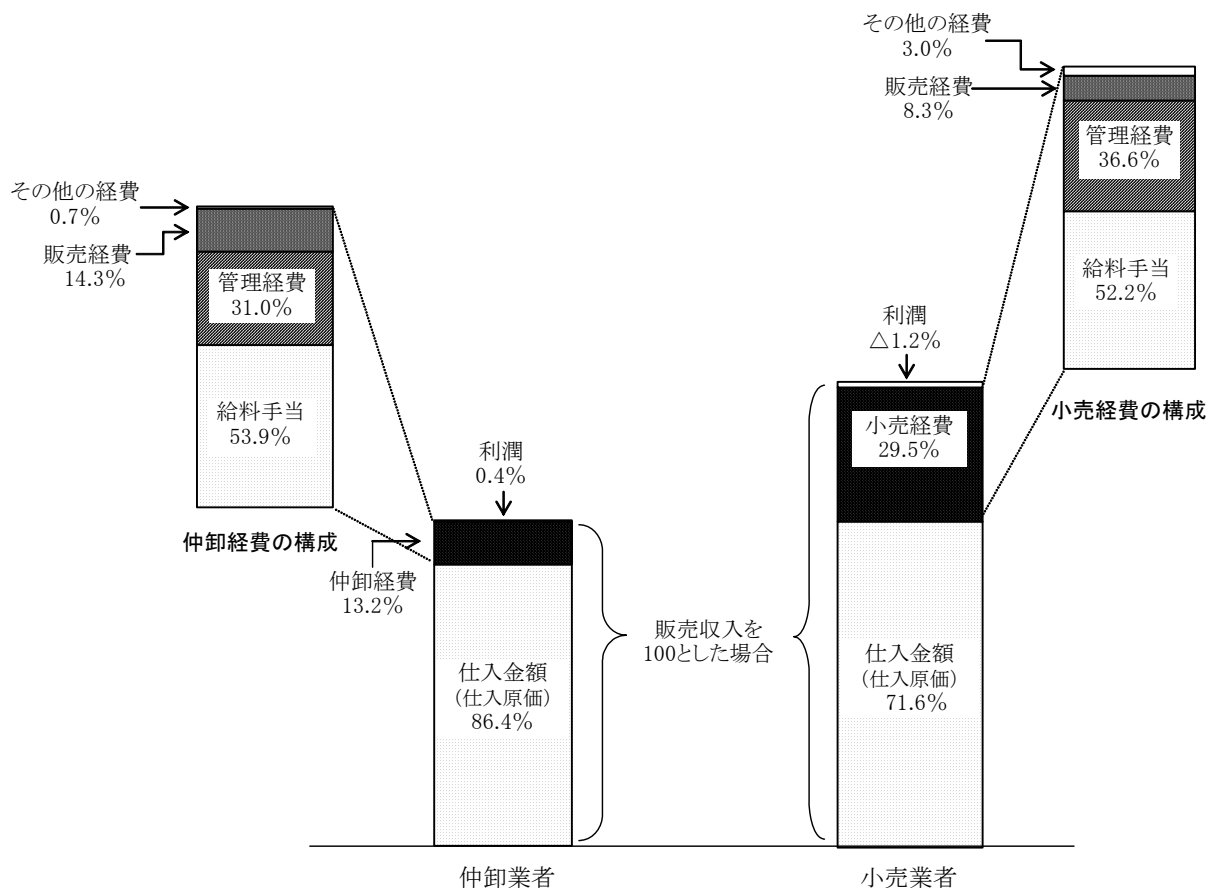 その他の経費
3.0%
販売経費
8.3%
管理経費
36.6%
給料手当
52.2%
小売経費の構成
その他の経費
0.7%
販売経費
14.3%
管理経費
31.0%
給料手当
53.9%
仲卸経費の構成
利潤
0.4%
仲卸経費
13.2%
仕入金額
(仕入原価)
86.4%
販売収入を
100とした場合
利潤
△1.2%
小売経費
29.5%
仕入金額
(仕入原価)
71.6%
仲卸業者
小売業者